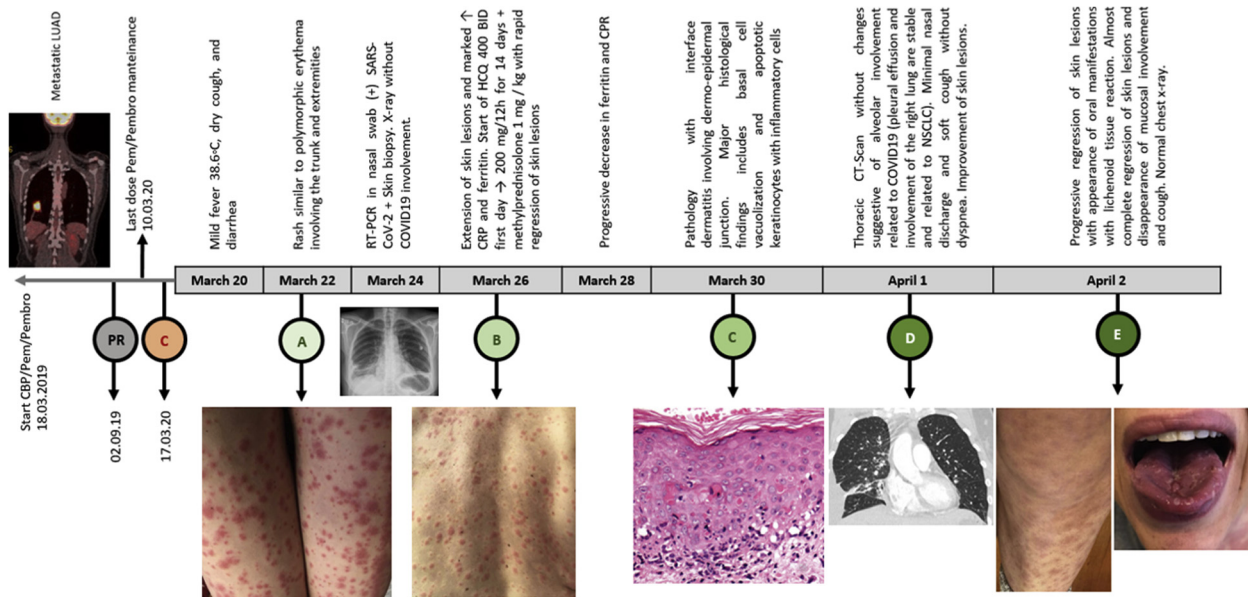 Metastatic LUAD
Last dose Pem/Pembro manteinance
10.03.20
Mild fever 38.6ºC, dry cough, and
diarrhea
Rash similar to polymorphic erythema
involving the trunk and extremities
RT-PCR in nasal swab (+) SARS-
CoV-2 + Skin biopsy. X-ray without
COVID19 involvement.
Extension of skin lesions and marked ↑
CRP and ferritin. Start of HCQ 400 BID
first day → 200 mg/12h for 14 days +
methylprednisolone 1 mg / kg with rapid
regression of skin lesions
Progressive decrease in ferritin and CPR
Pathology with interface
dermatitis involving dermo-epidermal
junction. Major histological
findings includes basal cell
vacuolization and apoptotic
keratinocytes with inflammatory cells
Thoracic CT-Scan without changes
suggestive of alveolar involvement
related to COVID19 (pleural effusion and
involvement of the right lung are stable
and related to NSCLC). Minimal nasal
discharge and soft cough without
dyspnea. Improvement of skin lesions.
Progressive regression of skin lesions
with appearance of oral manifestations
with lichenoid tissue reaction. Almost
complete regression of skin lesions and
disappearance of mucosal involvement
and cough. Normal chest x-ray.
March 20
March 22
March 24
March 26
March 28
March 30
April 1
April 2
Start CBP/Pem/Pembro
18.03.2019
PR
C
A
B
C
D
E
02.09.19
17.03.20